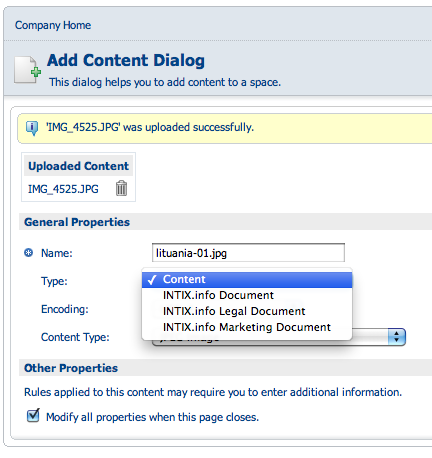 Company Home
Add Content Dialog
This dialog helps you to add content to a space.
'IMG_4525.JPG' was uploaded successfully.
Uploaded Content
IMG_4525.JPG
General Properties
Name: lituania-01.jpg
Type: ✓ Content
INTIX.info Document
Encoding: INTIX.info Legal Document
INTIX.info Marketing Document
Content Type:
Other Properties
Rules applied to this content may require you to enter additional information.
Modify all properties when this page closes.